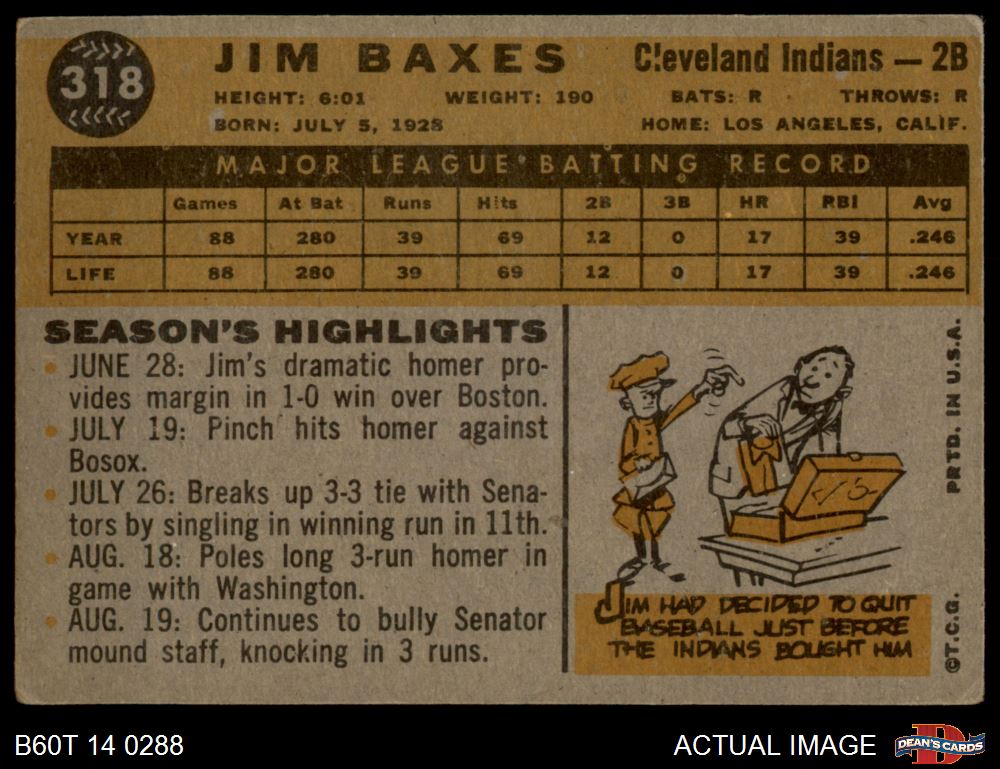 318
JIM BAXES
Cleveland Indians — 2B
HEIGHT: 6:01 WEIGHT: 190 BATS: R THROWS: R
BORN: JULY 5, 1928 HOME: LOS ANGELES, CALIF.
MAJOR LEAGUE BATTING RECORD
Games At Bat Runs Hits 2B 3B HR RBI Avg
YEAR 88 280 39 69 12 0 17 39 .246
LIFE 88 280 39 69 12 0 17 39 .246
SEASON'S HIGHLIGHTS
• JUNE 28: Jim's dramatic homer pro-
vides margin in 1-0 win over Boston.
• JULY 19: Pinch hits homer against
Bosox.
• JULY 26: Breaks up 3-3 tie with Sena-
tors by singling in winning run in 11th.
• AUG. 18: Poles long 3-run homer in
game with Washington.
• AUG. 19: Continues to bully Senator
mound staff, knocking in 3 runs.
JIM HAD DECIDED TO QUIT
BASEBALL JUST BEFORE
THE INDIANS BOUGHT HIM
©T.C.G. PRTD. IN U.S.A.
B60T 14 0288
ACTUAL IMAGE
DEAN'S CARDS